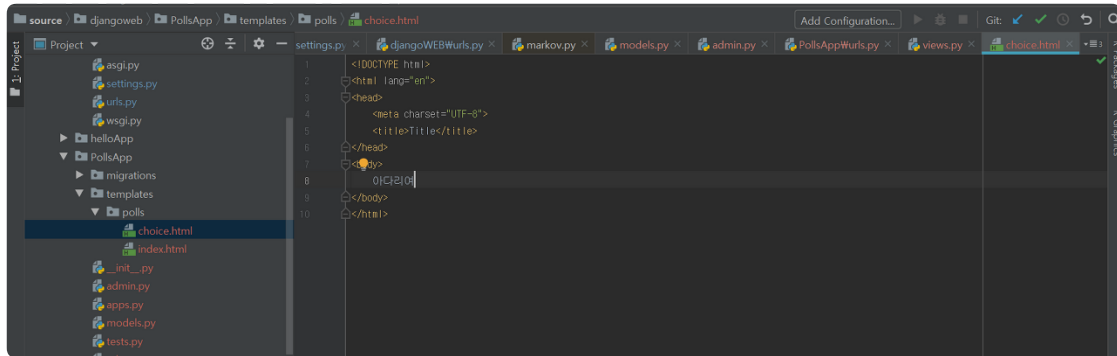 source djangoweb PollsApp templates polls choice.html Add Configuration... Git:
1: Project
Project
settings.py djangoWEB₩urls.py markov.py models.py admin.py PollsApp₩urls.py views.py choice.html
asgi.py
settings.py
urls.py
wsgi.py
helloApp
PollsApp
migrations
templates
polls
choice.html
index.html
__init__.py
admin.py
apps.py
models.py
tests.py
1 <!DOCTYPE html>
2 <html lang="en">
3 <head>
4 <meta charset="UTF-8">
5 <title>Title</title>
6 </head>
7 <body>
8 아다리여
9 </body>
10 </html>